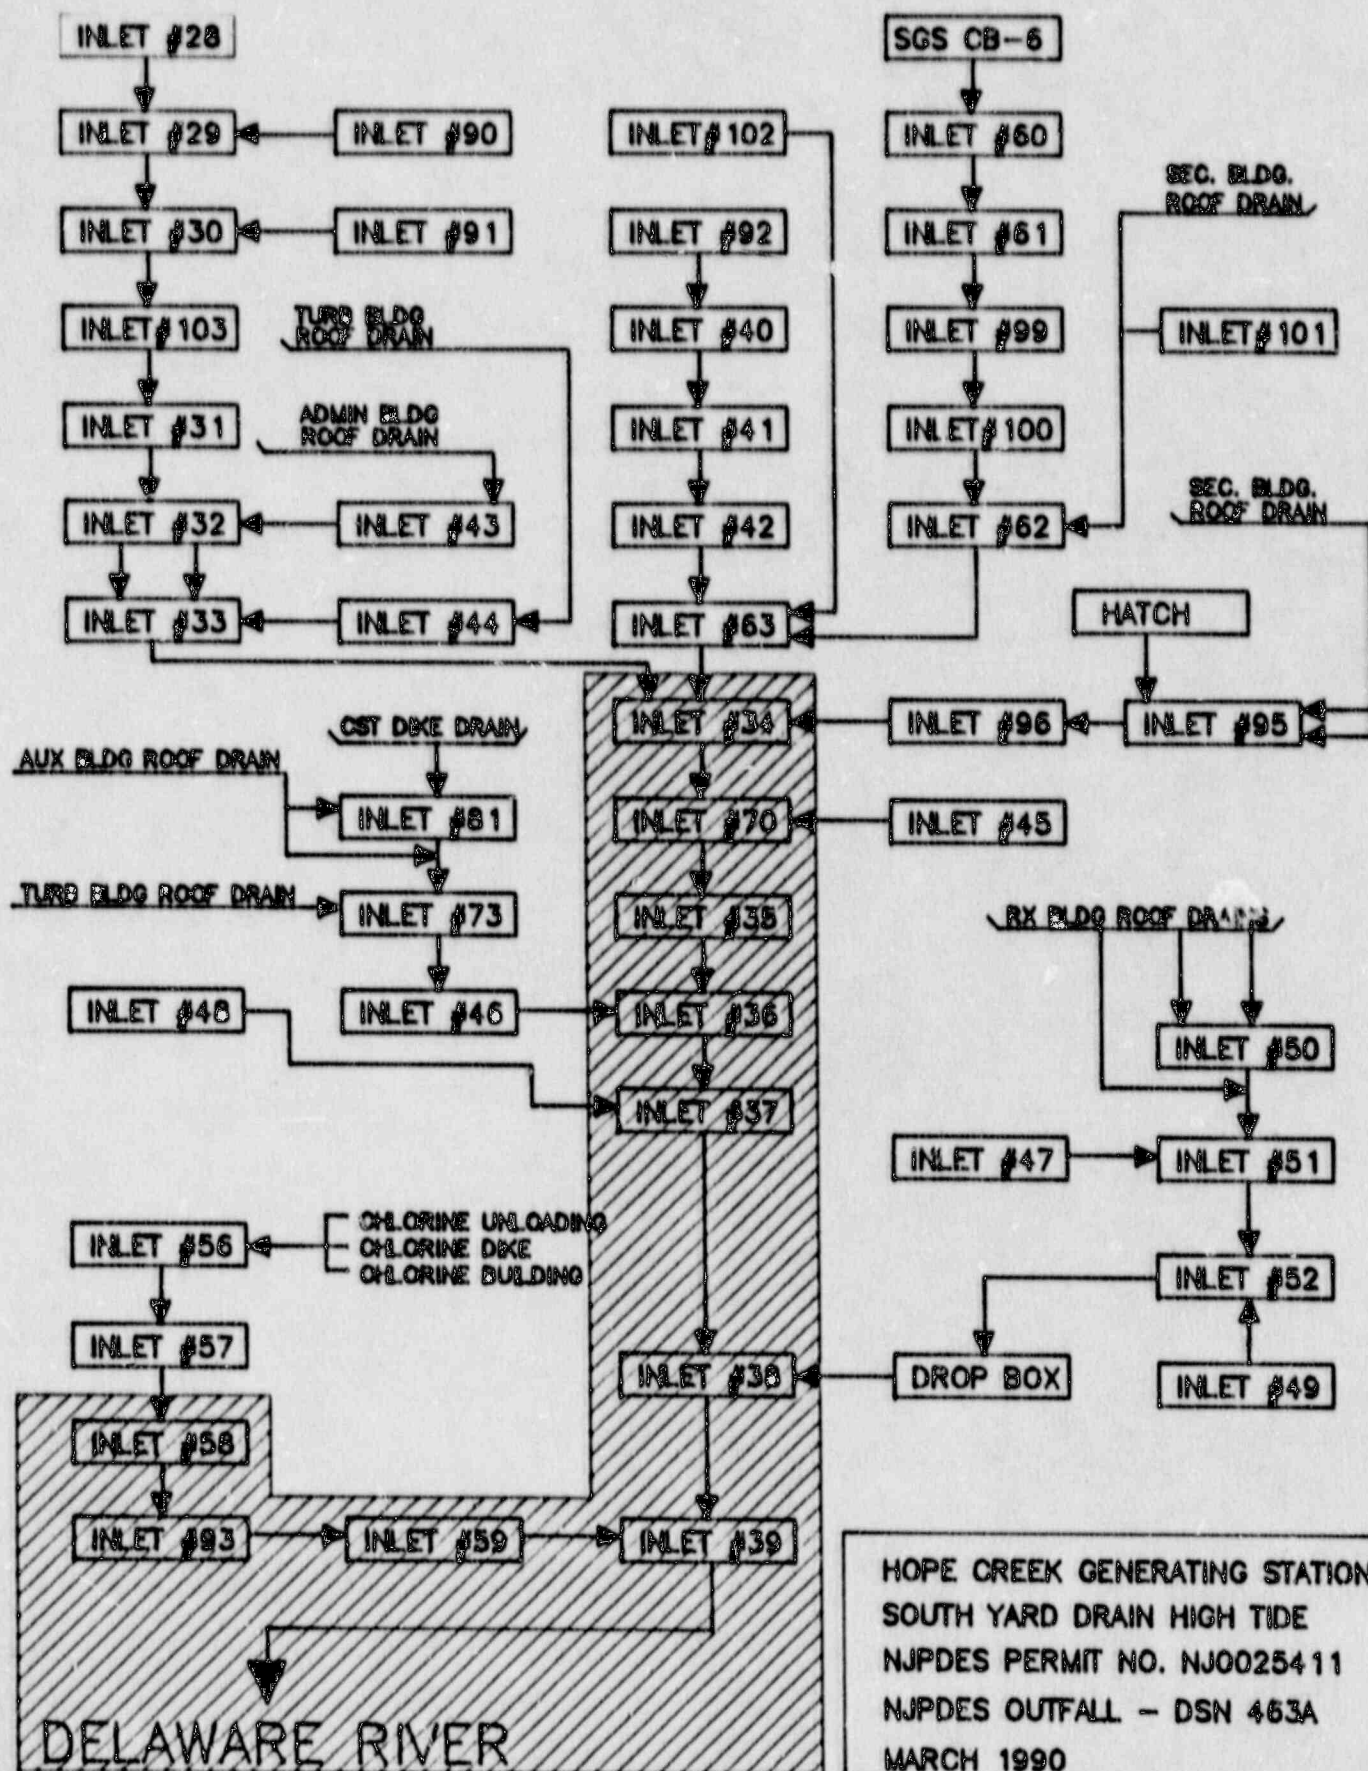 INLET #28
SGS CB-6
INLET #29
INLET #90
INLET #102
INLET #60
SEC. BLDG.
ROOF DRAIN
INLET #30
INLET #91
INLET #92
INLET #61
INLET #103
TURB BLDG
ROOF DRAIN
INLET #40
INLET #99
INLET #101
INLET #31
ADMIN BLDG
ROOF DRAIN
INLET #41
INLET #100
INLET #32
INLET #43
INLET #42
INLET #62
SEC. BLDG.
ROOF DRAIN
INLET #33
INLET #44
INLET #63
HATCH
CST DIKE DRAIN
INLET #34
INLET #96
INLET #95
AUX BLDG ROOF DRAIN
INLET #81
INLET #70
INLET #45
TURB BLDG ROOF DRAIN
INLET #73
INLET #35
RX BLDG ROOF DRAINS
INLET #48
INLET #46
INLET #36
INLET #50
INLET #37
INLET #47
INLET #51
INLET #56
CHLORINE UNLOADING
CHLORINE DIKE
CHLORINE BUILDING
INLET #52
INLET #57
INLET #38
DROP BOX
INLET #49
INLET #58
INLET #93
INLET #59
INLET #39
HOPE CREEK GENERATING STATION
SOUTH YARD DRAIN HIGH TIDE
NJPDES PERMIT NO. NJ0025411
NJPDES OUTFALL - DSN 463A
MARCH 1990
DELAWARE RIVER